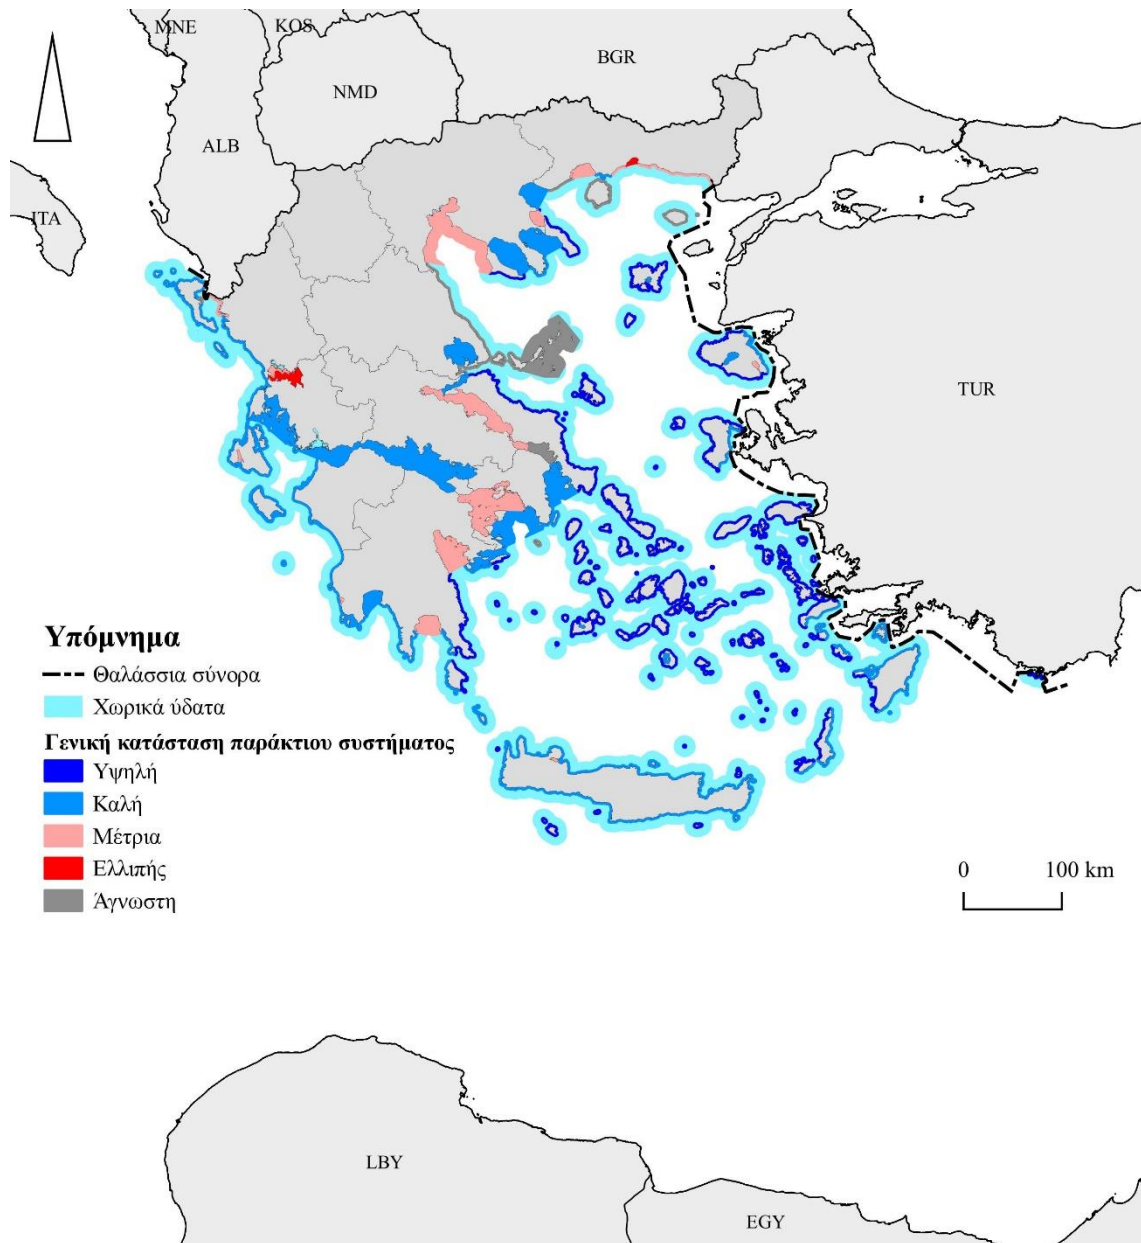 MNE
KOS
BGR
NMD
ALB
ITA
TUR
Υπόμνημα
Θαλάσσια σύνορα
Χωρικά ύδατα
Γενική κατάσταση παράκτιου συστήματος
Υψηλή
Καλή
Μέτρια
Ελλιπής
Άγνωστη
0 100 km
LBY
EGY